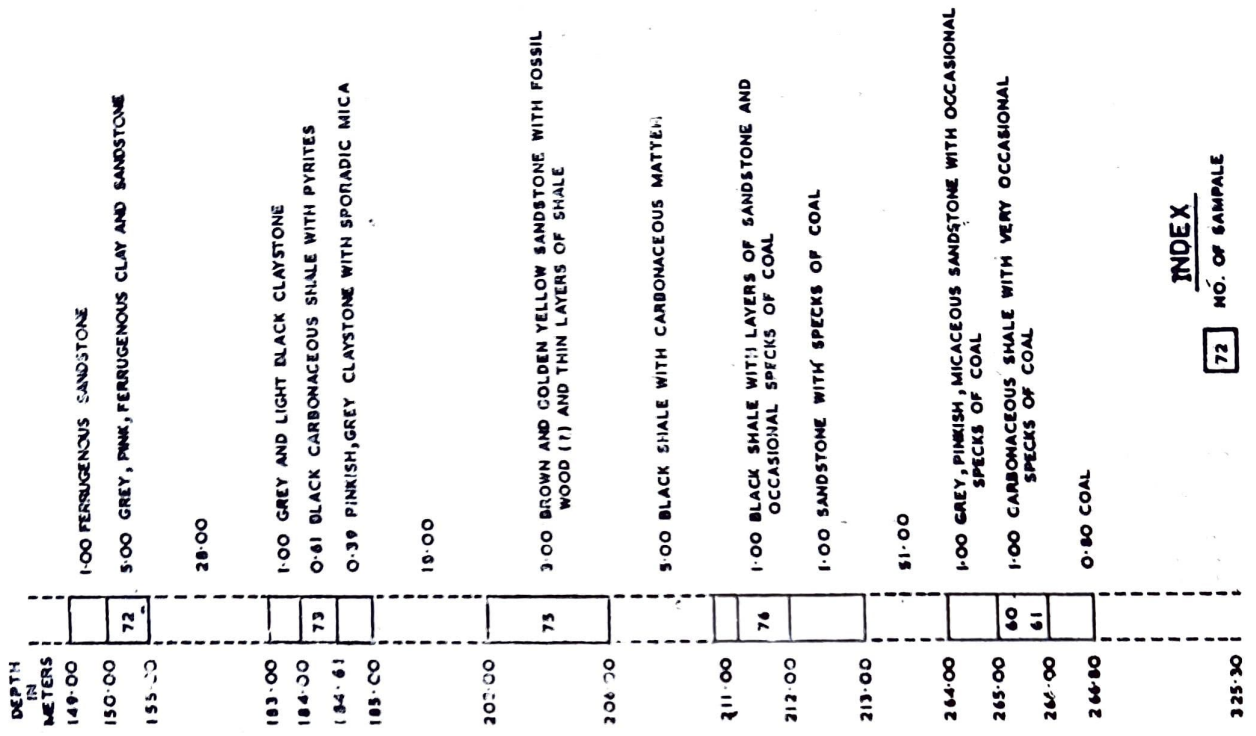 DEPTH
IN
METERS
149·00
1·00 FERRUGENOUS SANDSTONE
150·00
72
5·00 GREY, PINK, FERRUGENOUS CLAY AND SANDSTONE
155·00
28·00
183·00
1·00 GREY AND LIGHT BLACK CLAYSTONE
184·00
73
0·61 BLACK CARBONACEOUS SHALE WITH PYRITES
184·61
0·39 PINKISH, GREY CLAYSTONE WITH SPORADIC MICA
185·00
75
3·00 BROWN AND GOLDEN YELLOW SANDSTONE WITH FOSSIL
WOOD (?) AND THIN LAYERS OF SHALE
206·00
5·00 BLACK SHALE WITH CARBONACEOUS MATTER
211·00
76
1·00 BLACK SHALE WITH LAYERS OF SANDSTONE AND
OCCASIONAL SPECKS OF COAL
212·00
1·00 SANDSTONE WITH SPECKS OF COAL
213·00
51·00
264·00
1·00 GREY, PINKISH, MICACEOUS SANDSTONE WITH OCCASIONAL
SPECKS OF COAL
265·00
60
61
1·00 CARBONACEOUS SHALE WITH VERY OCCASIONAL
SPECKS OF COAL
266·00
0·80 COAL
266·80
325·30
INDEX
72 NO. OF SAMPALE